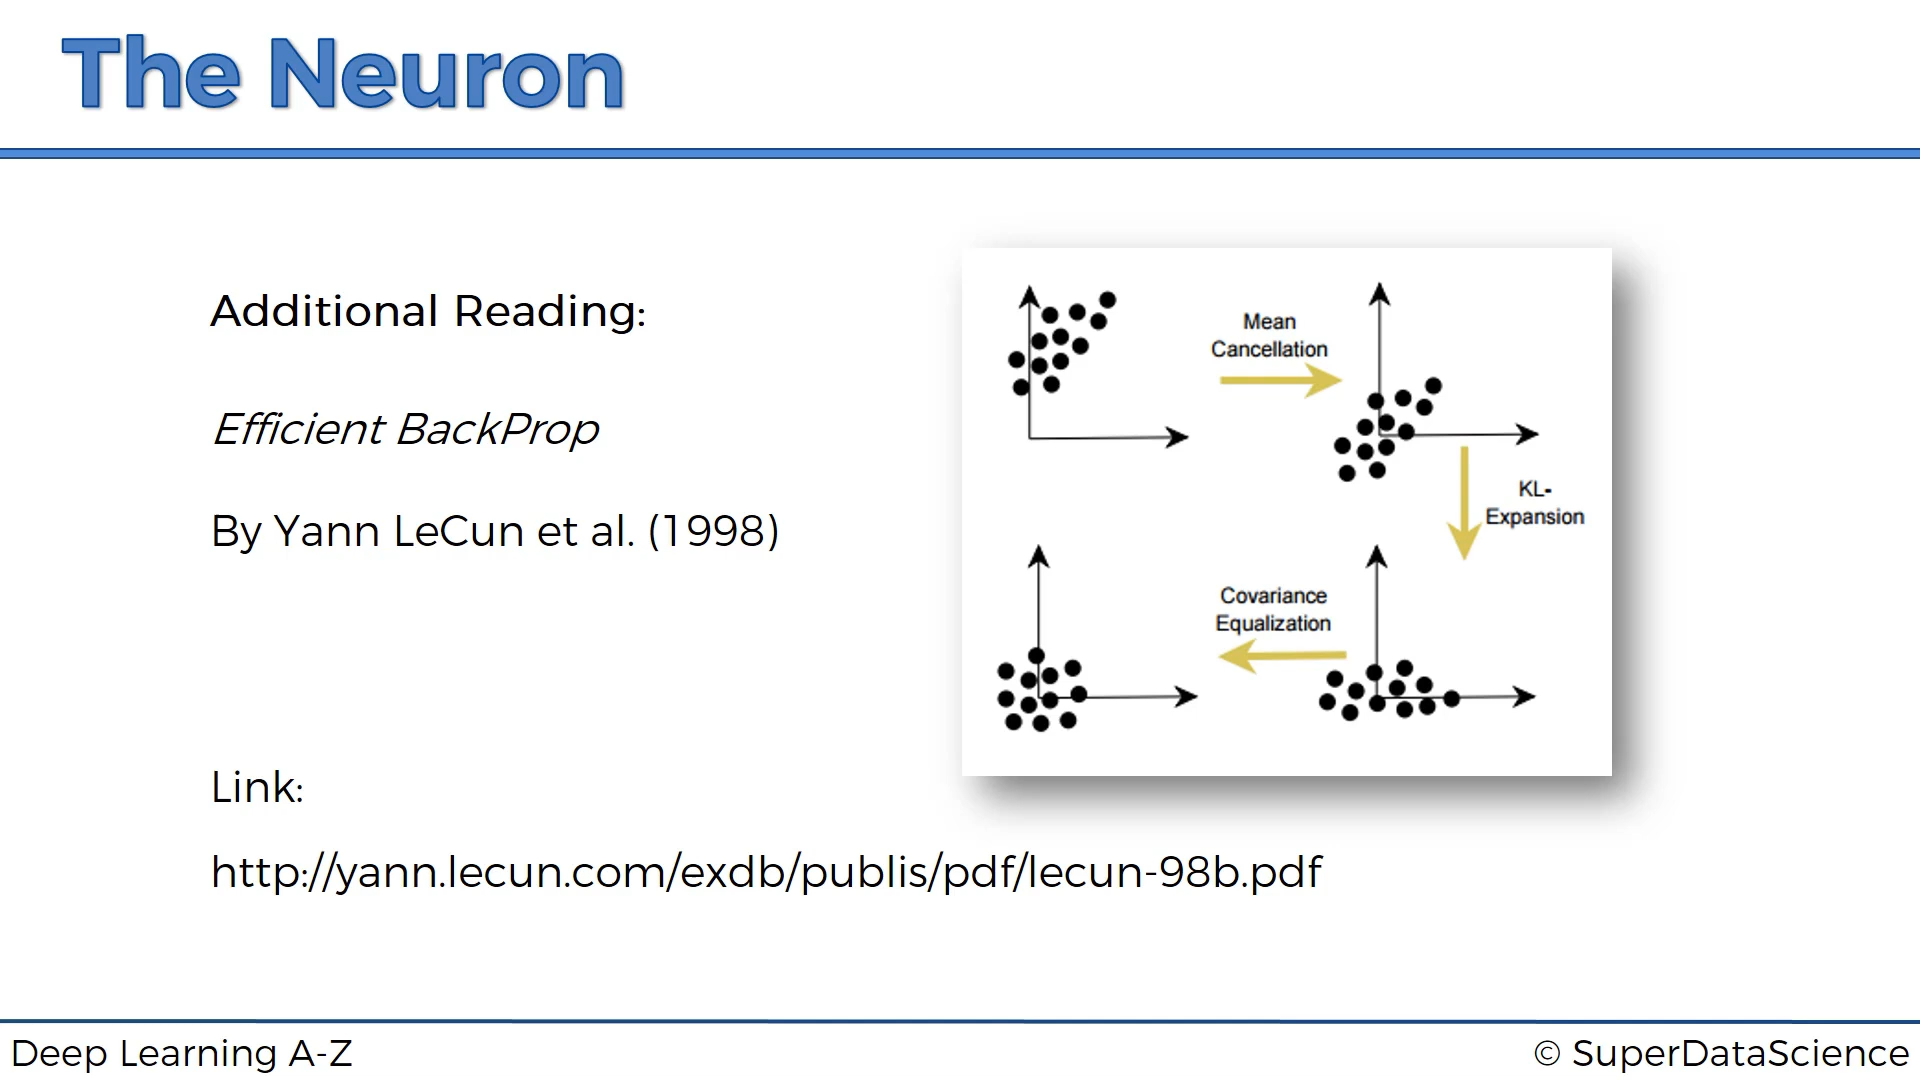 The Neuron
Additional Reading:
Efficient BackProp
By Yann LeCun et al. (1998)
Mean
Cancellation
KL-
Expansion
Covariance
Equalization
Link:
http://yann.lecun.com/exdb/publis/pdf/lecun-98b.pdf
Deep Learning A-Z
© SuperDataScience